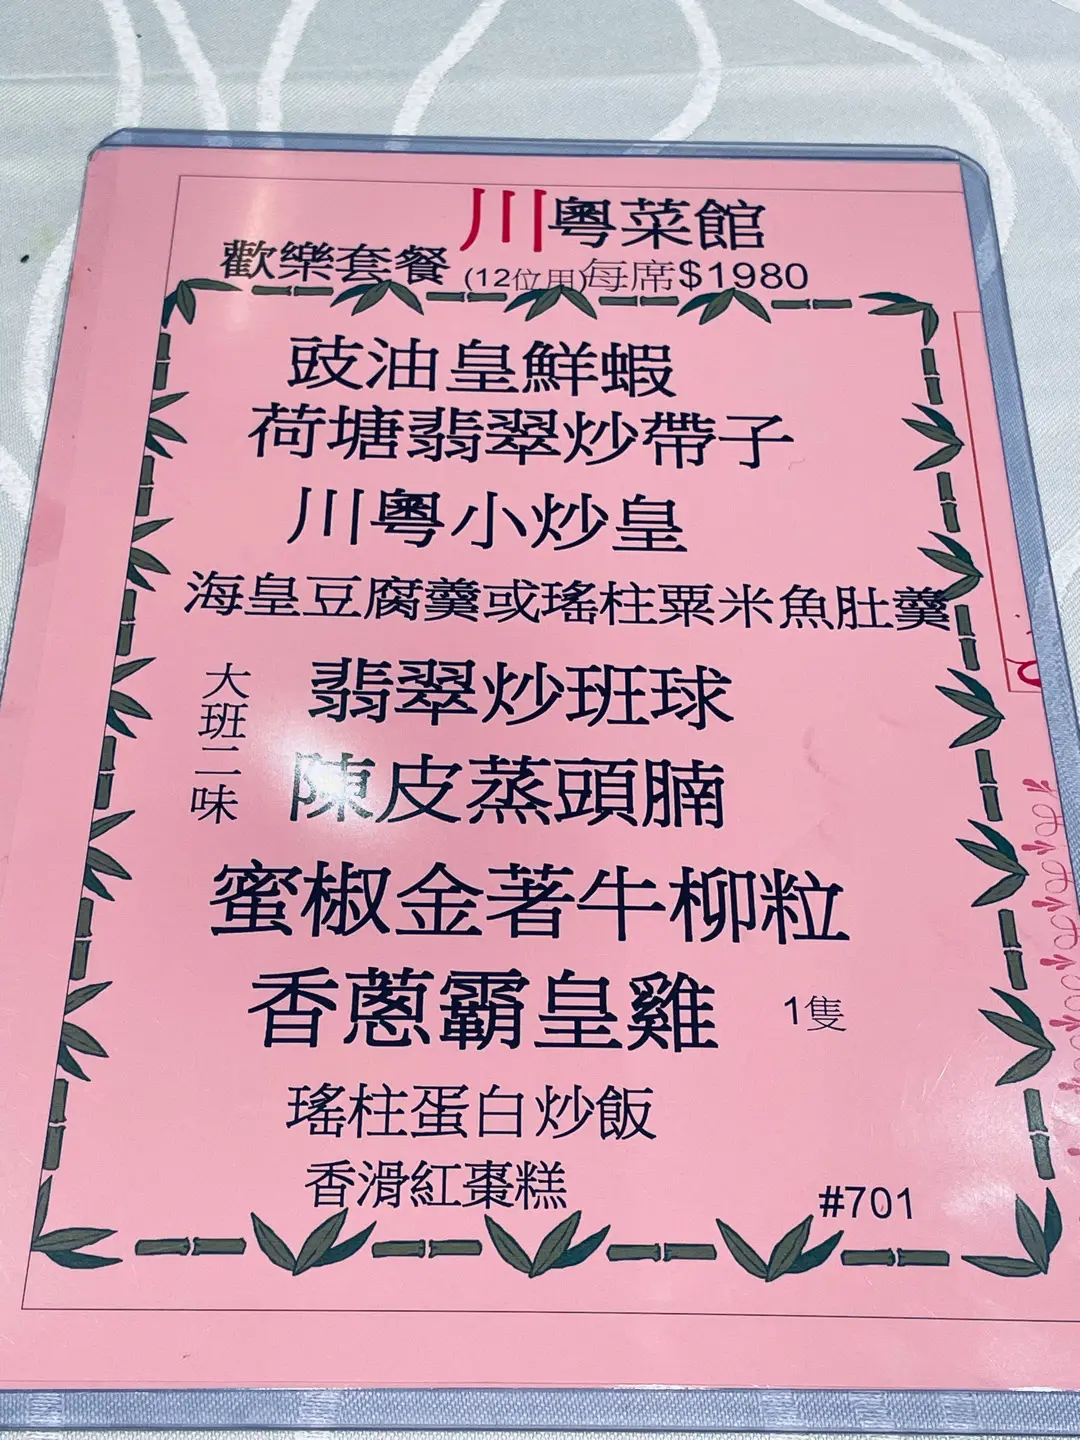 川粵菜館
歡樂套餐 (12位用)每席$1980
豉油皇鮮蝦
荷塘翡翠炒帶子
川粵小炒皇
海皇豆腐羹或瑤柱粟米魚肚羹
大班二味
翡翠炒班球
陳皮蒸頭腩
蜜椒金著牛柳粒
香蔥霸皇雞 1隻
瑤柱蛋白炒飯
香滑紅棗糕
#701